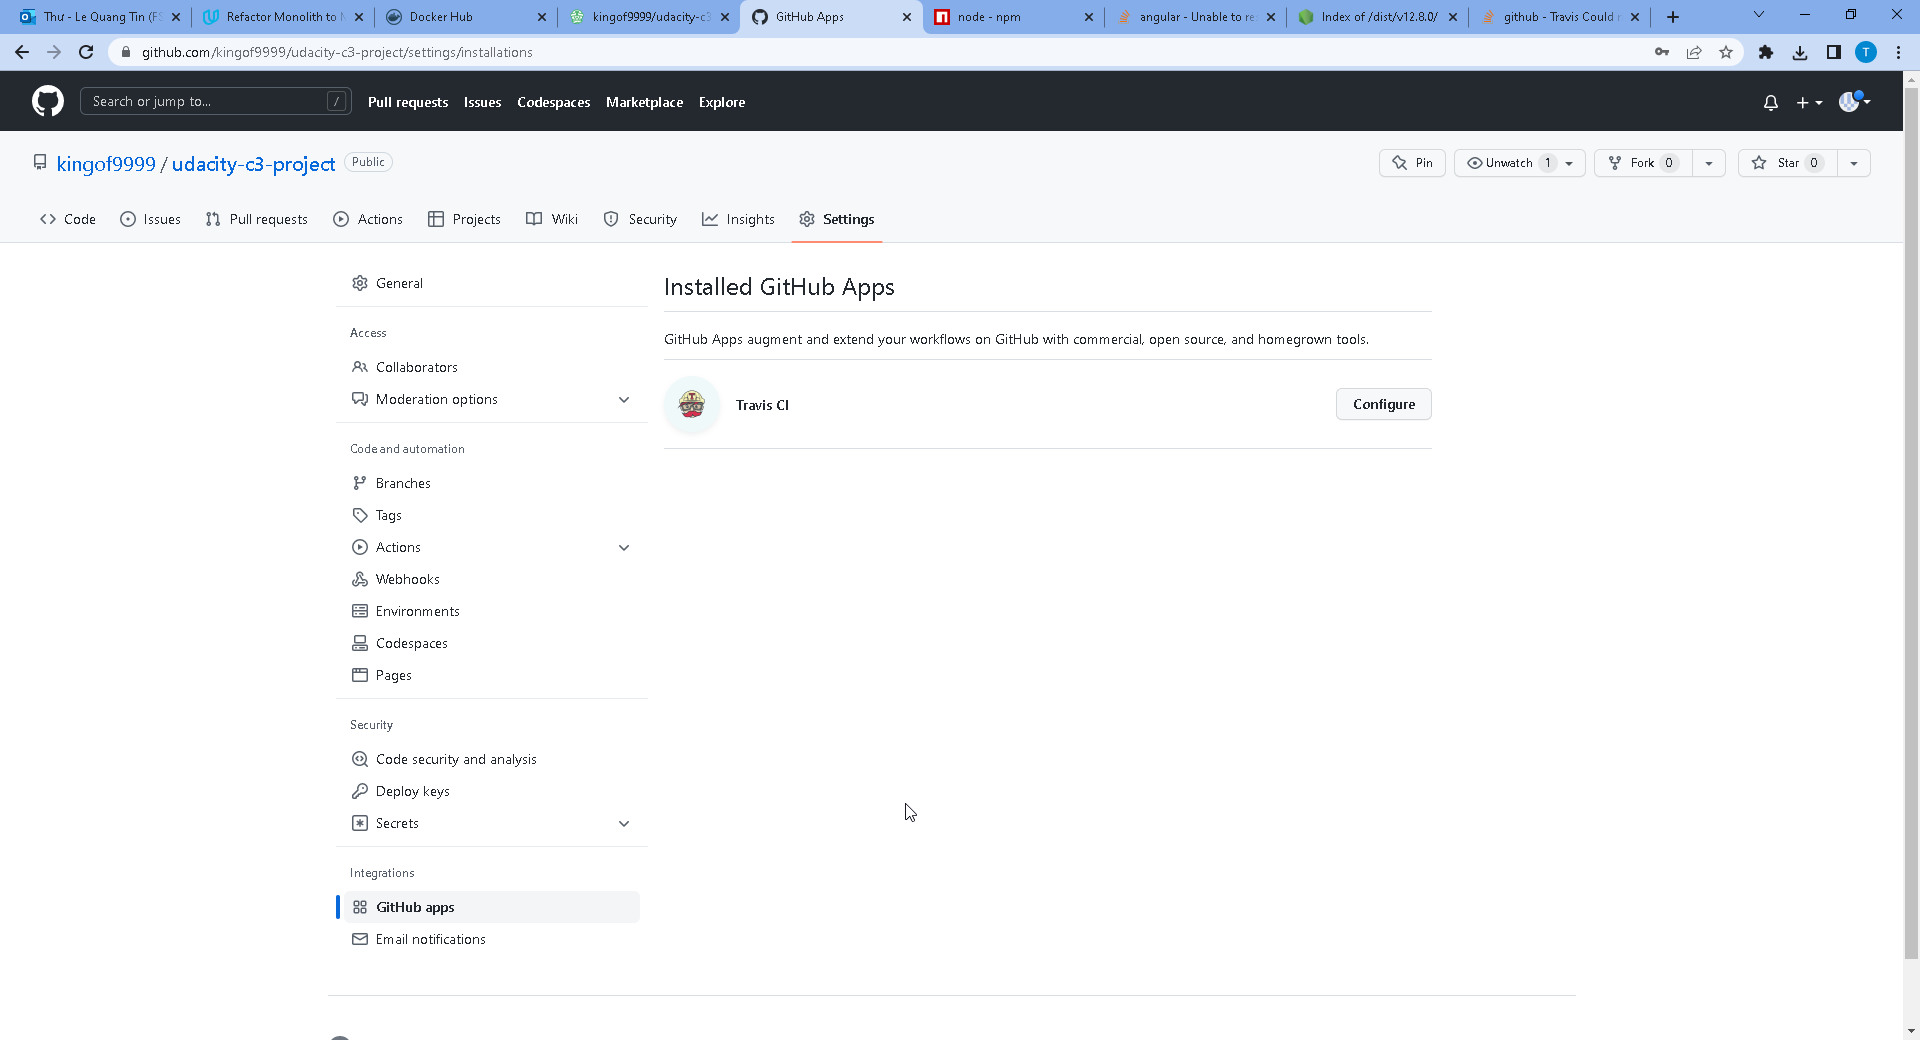 Thư - Le Quang Tin (FS
Refactor Monolith to
Docker Hub
kingof9999/udacity-c3
GitHub Apps
node - npm
angular - Unable to re
Index of /dist/v12.8.0/
github - Travis Could
github.com/kingof9999/udacity-c3-project/settings/installations
T
Search or jump to...
/
Pull requests
Issues
Codespaces
Marketplace
Explore
kingof9999 / udacity-c3-project
Public
Pin
Unwatch 1
Fork 0
Star 0
Code
Issues
Pull requests
Actions
Projects
Wiki
Security
Insights
Settings
General
Access
Collaborators
Moderation options
Code and automation
Branches
Tags
Actions
Webhooks
Environments
Codespaces
Pages
Security
Code security and analysis
Deploy keys
Secrets
Integrations
GitHub apps
Email notifications
Installed GitHub Apps
GitHub Apps augment and extend your workflows on GitHub with commercial, open source, and homegrown tools.
Travis CI
Configure